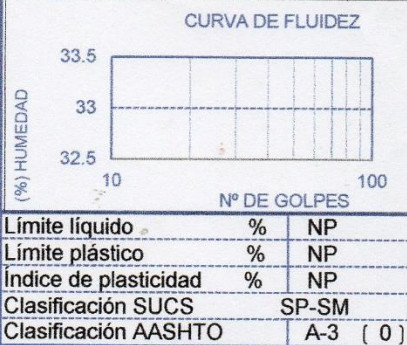 CURVA DE FLUIDEZ
33.5
33
32.5
(%) HUMEDAD
10
100
Nº DE GOLPES
Límite líquido % NP
Límite plástico % NP
Índice de plasticidad % NP
Clasificación SUCS SP-SM
Clasificación AASHTO A-3 ( 0 )